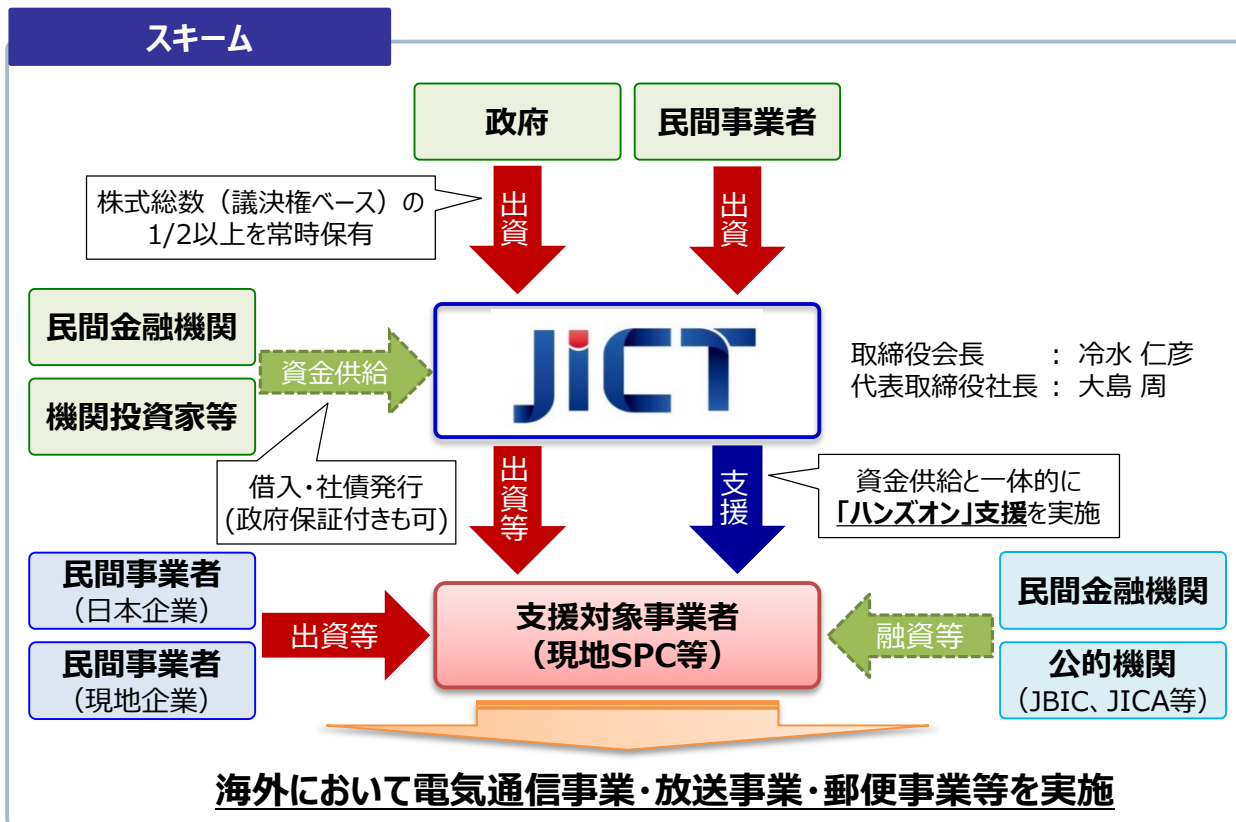 スキーム
政府
民間事業者
株式総数（議決権ベース）の
1/2以上を常時保有
出資
出資
民間金融機関
機関投資家等
資金供給
JiCT
取締役会長　　　： 冷水 仁彦
代表取締役社長： 大島 周
借入・社債発行
(政府保証付きも可)
出資等
支援
資金供給と一体的に
「ハンズオン」支援を実施
民間事業者
（日本企業）
民間事業者
（現地企業）
出資等
支援対象事業者
（現地SPC等）
融資等
民間金融機関
公的機関
（JBIC、JICA等）
海外において電気通信事業・放送事業・郵便事業等を実施